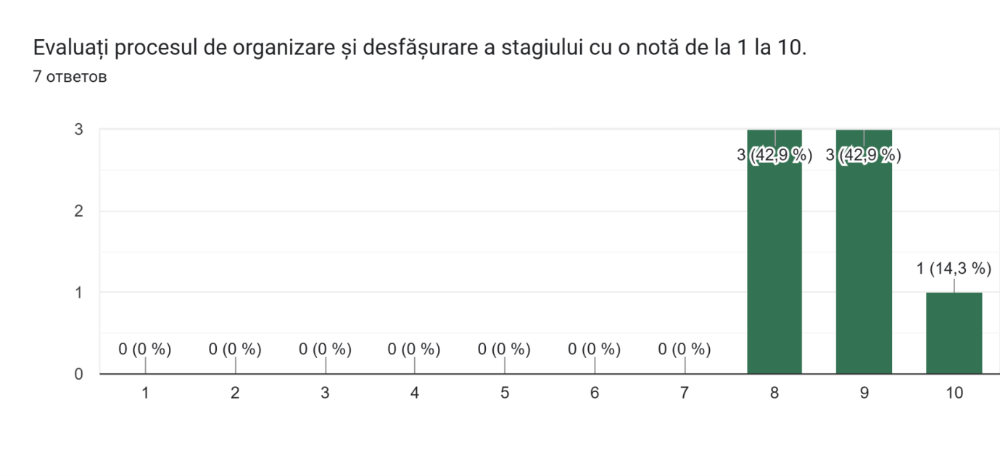 Evaluați procesul de organizare și desfășurare a stagiului cu o notă de la 1 la 10.
7 ответов
3
3 (42,9 %) 3 (42,9 %)
2
1 (14,3 %)
1
0 (0 %) 0 (0 %) 0 (0 %) 0 (0 %) 0 (0 %) 0 (0 %) 0 (0 %)
0
1 2 3 4 5 6 7 8 9 10